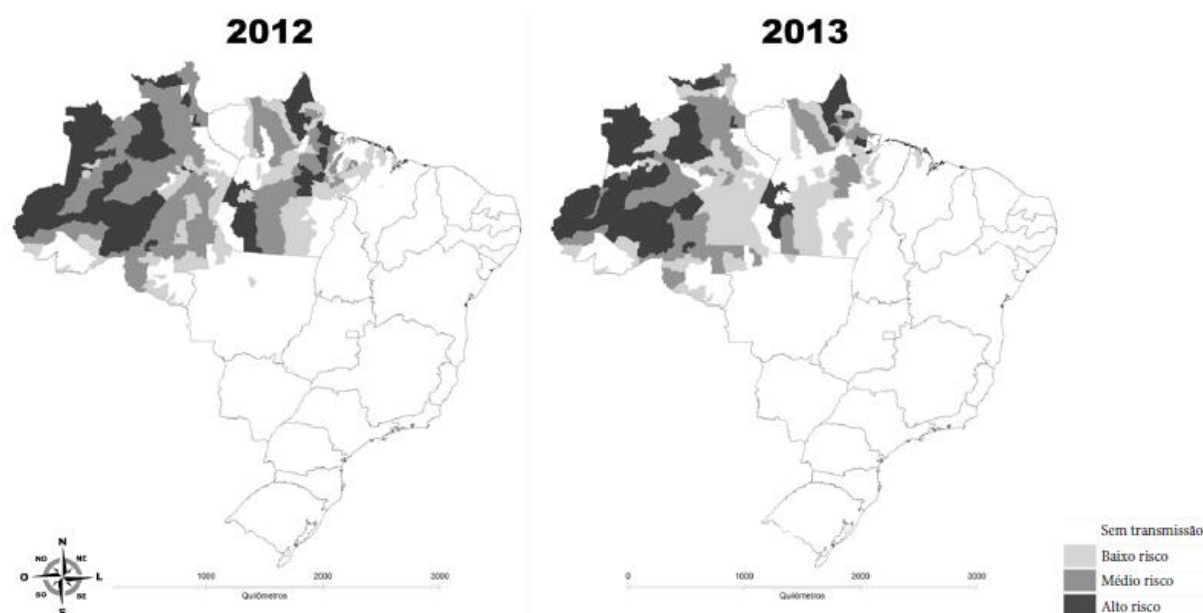 2012
2013
N
NO NE
O L
SO SE
S
1000 2000 3000
Quilômetros
0 1000 2000 3000
Quilômetros
Sem transmissão
Baixo risco
Médio risco
Alto risco